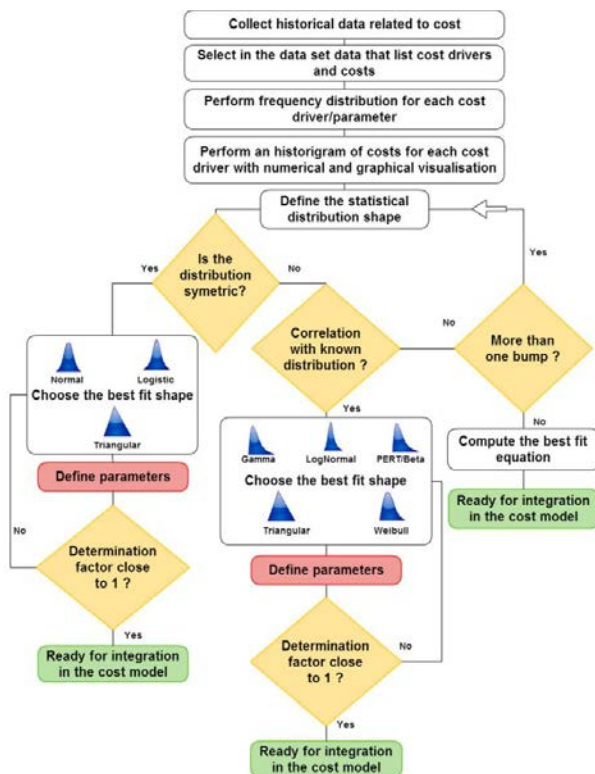 Collect historical data related to cost
Select in the data set data that list cost drivers
and costs
Perform frequency distribution for each cost
driver/parameter
Perform an historigram of costs for each cost
driver with numerical and graphical visualisation
Define the statistical
distribution shape
Yes
Is the
distribution
symetric?
No
Yes
Correlation
with known
distribution ?
No
More than
one bump ?
Normal
Logistic
Choose the best fit shape
Triangular
Yes
No
Gamma
LogNormal
PERT/Beta
Choose the best fit shape
Triangular
Weibull
Compute the best fit
equation
Define parameters
Ready for integration
in the cost model
No
Determination
factor close
to 1 ?
Define parameters
Yes
Determination
factor close
to 1 ?
No
Ready for integration
in the cost model
Yes
Ready for integration
in the cost model